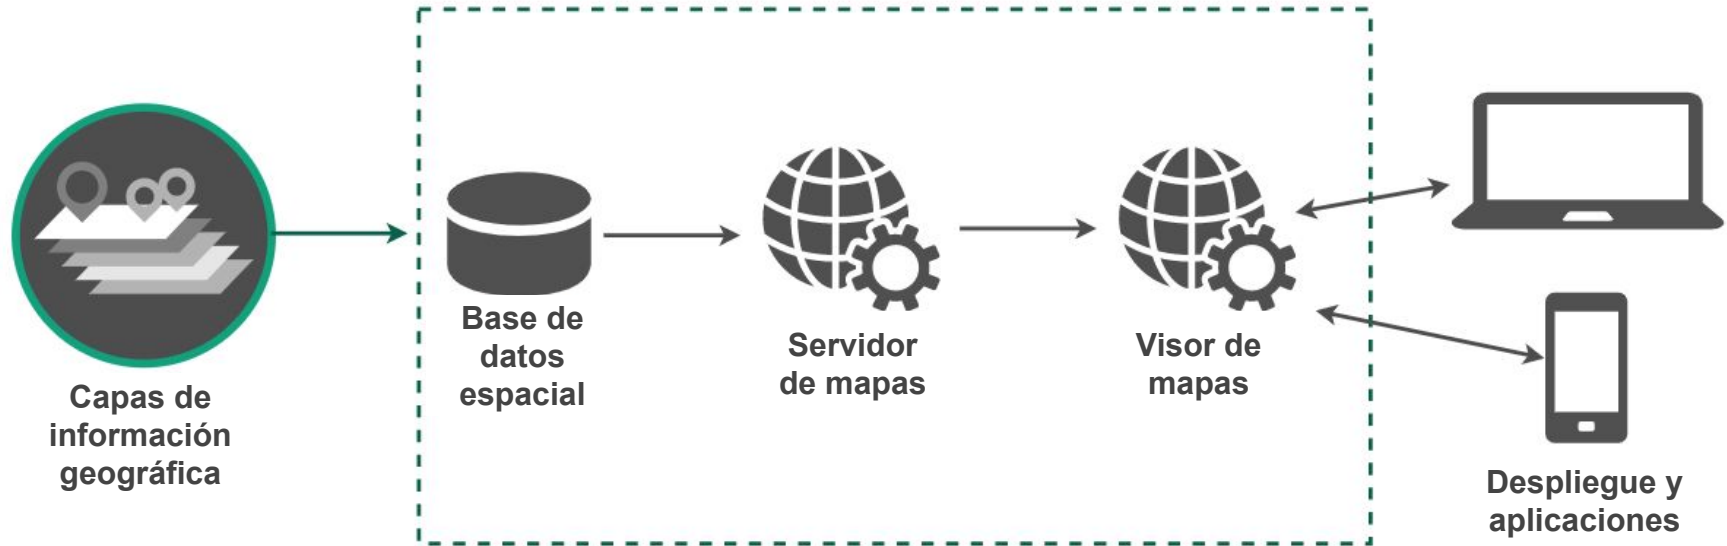 Capas de
información
geográfica
Base de
datos
espacial
Servidor
de mapas
Visor de
mapas
Despliegue y
aplicaciones